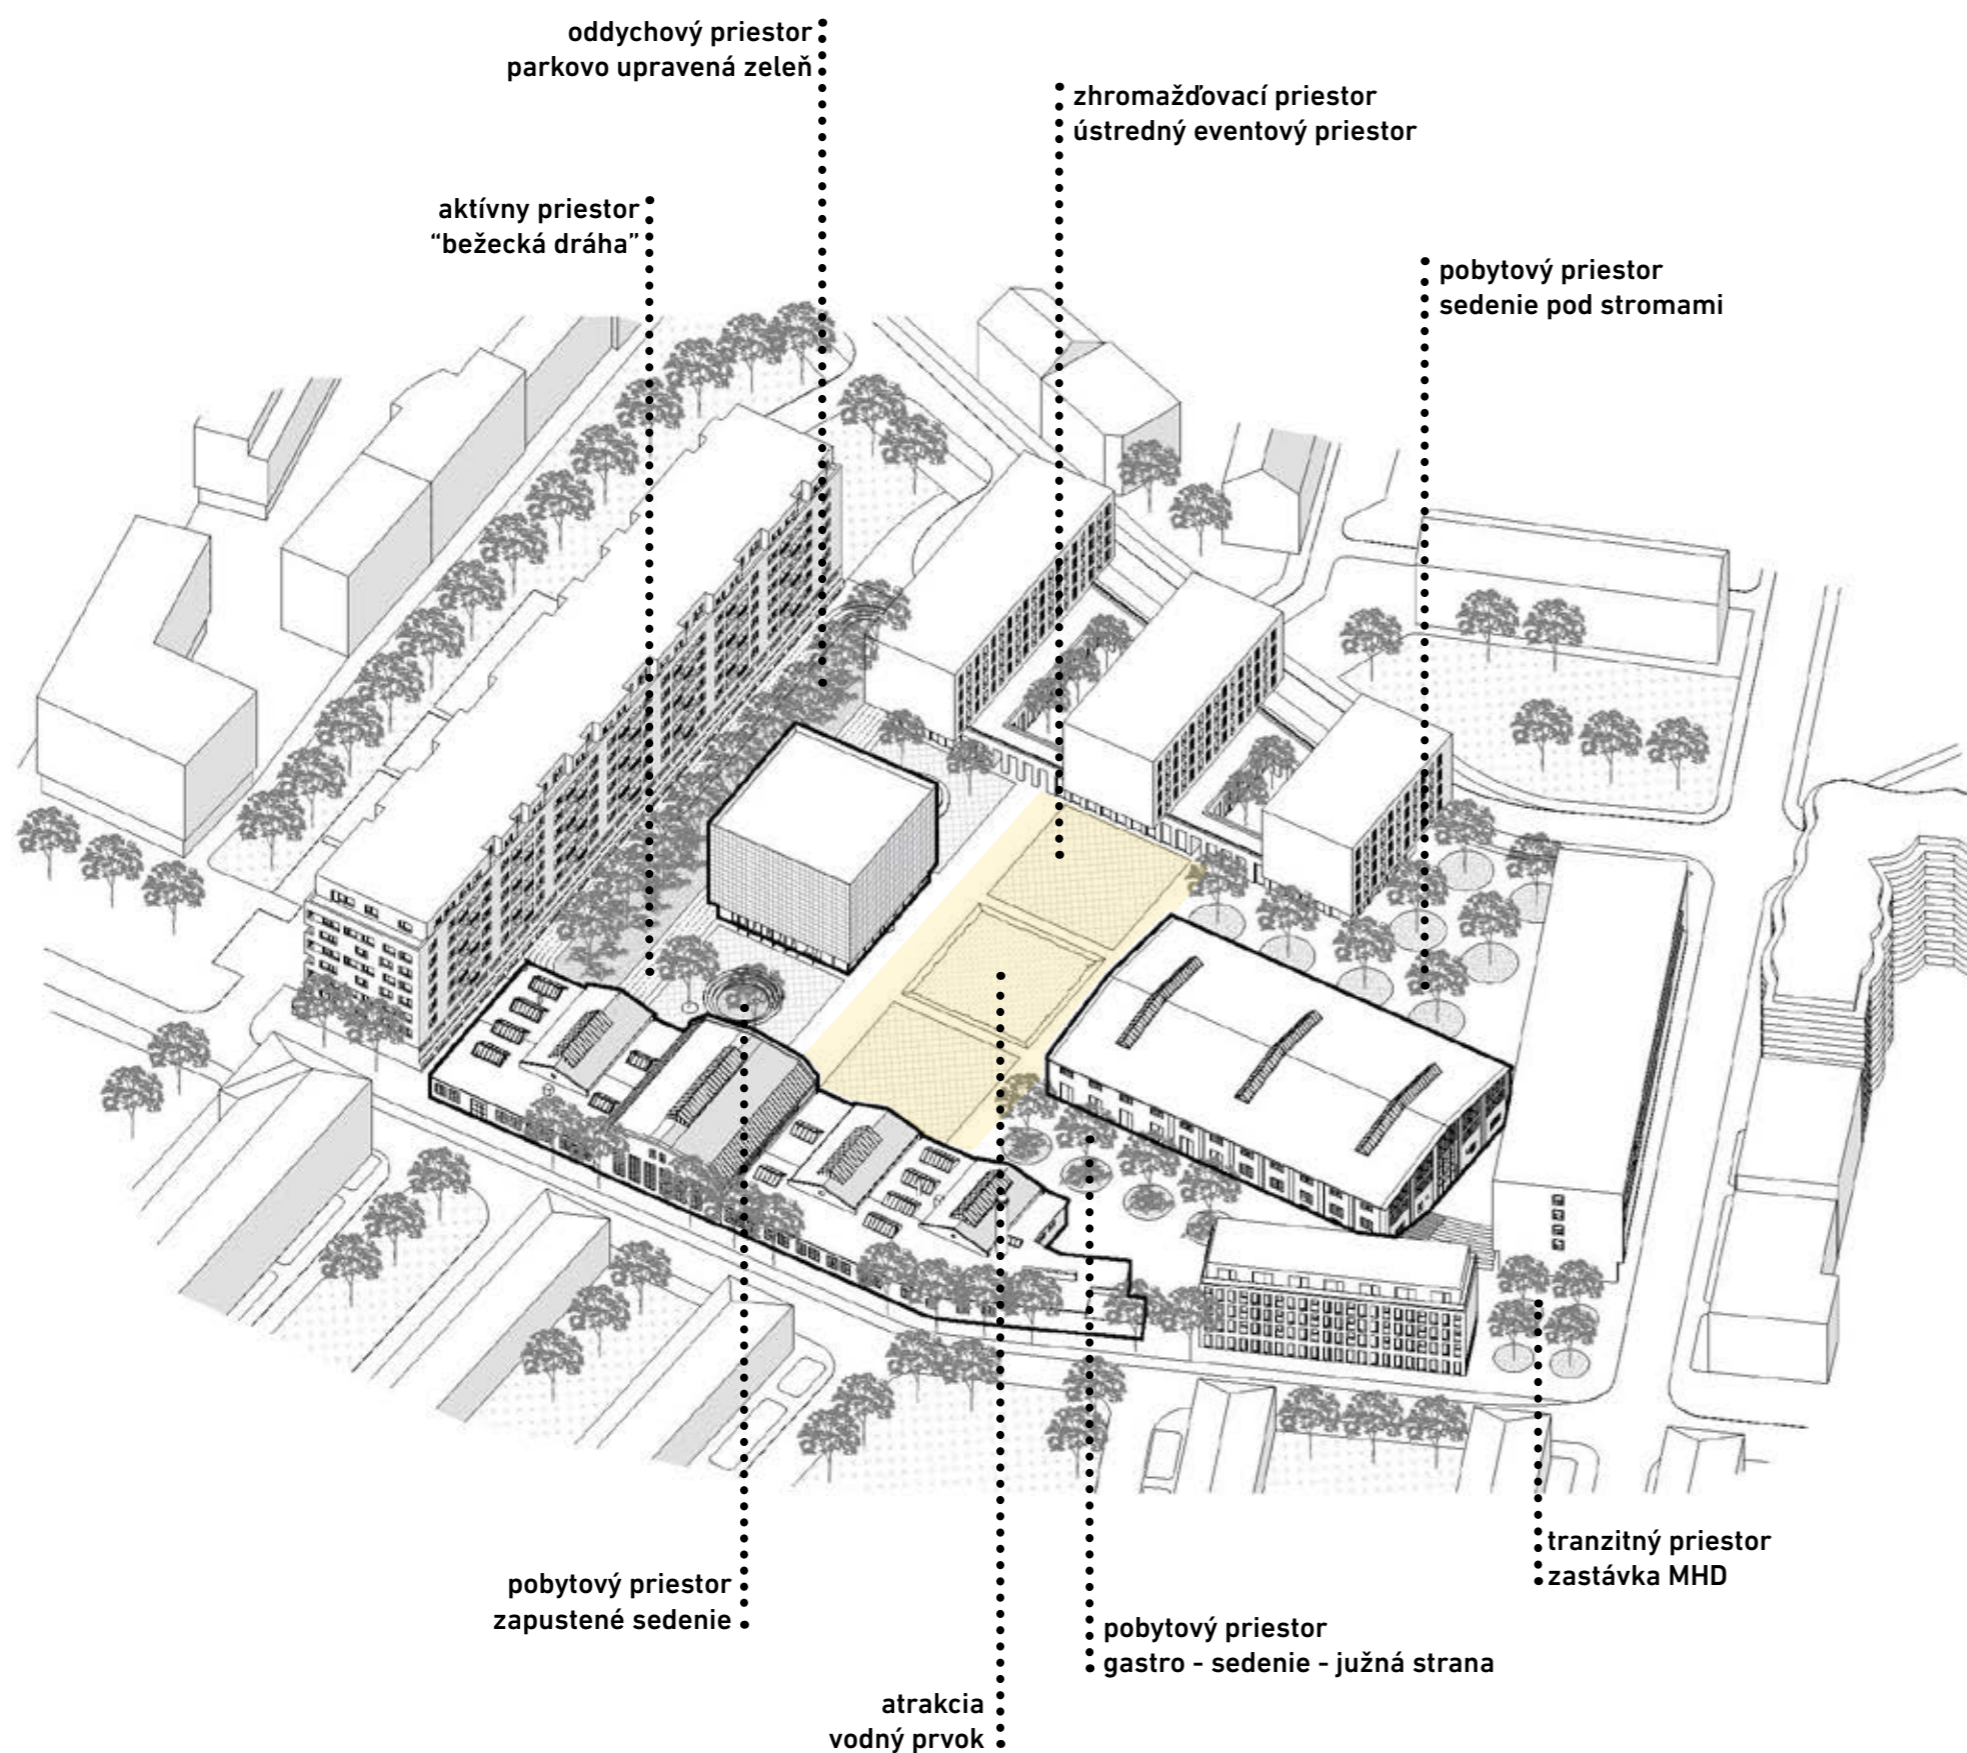 oddychový priestor
parkovo upravená zeleň
zhromažďovací priestor
ústredný eventový priestor
aktívny priestor
“bežecká dráha”
pobytový priestor
sedenie pod stromami
tranzitný priestor
zastávka MHD
pobytový priestor
zapustené sedenie
pobytový priestor
gastro - sedenie - južná strana
atrakcia
vodný prvok